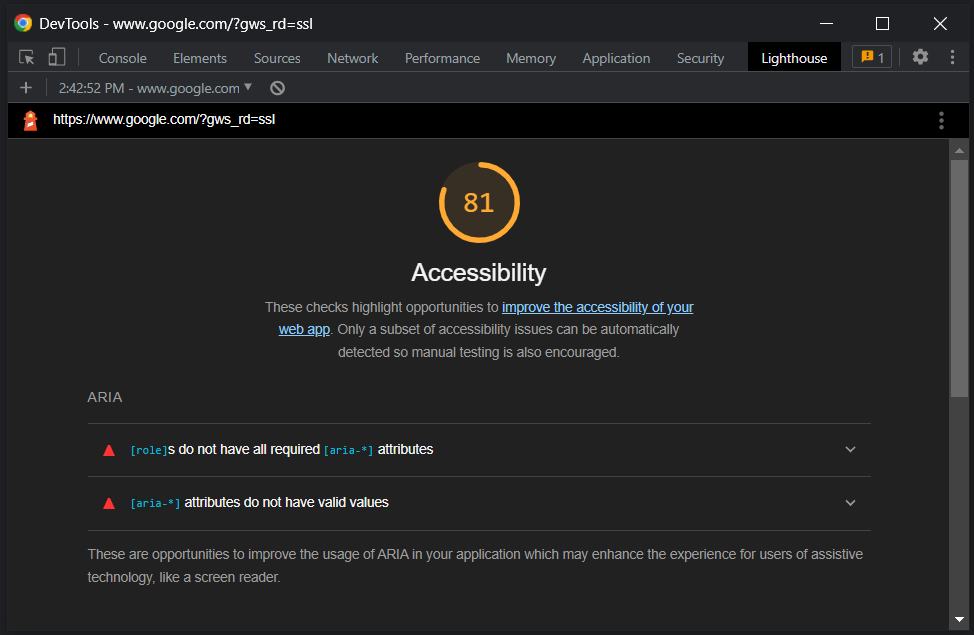 DevTools - www.google.com/?gws_rd=ssl
Console Elements Sources Network Performance Memory Application Security Lighthouse 1
2:42:52 PM - www.google.com
https://www.google.com/?gws_rd=ssl
81
Accessibility
These checks highlight opportunities to improve the accessibility of your
web app. Only a subset of accessibility issues can be automatically
detected so manual testing is also encouraged.
ARIA
[role]s do not have all required [aria-*] attributes
[aria-*] attributes do not have valid values
These are opportunities to improve the usage of ARIA in your application which may enhance the experience for users of assistive
technology, like a screen reader.